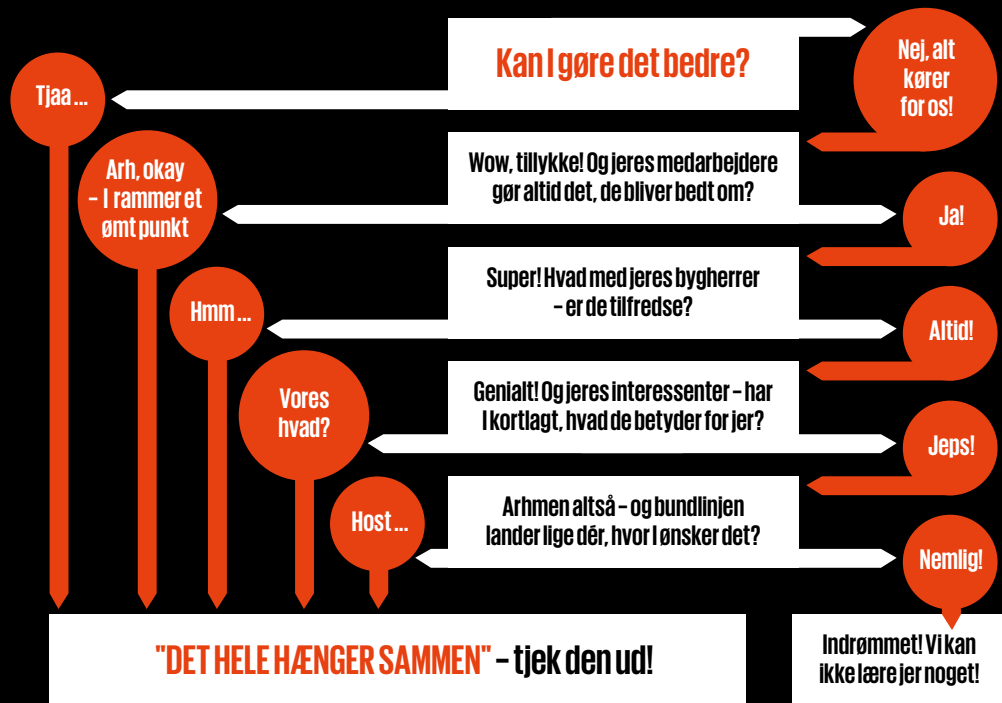 Kan I gøre det bedre?
Nej, alt
kører
for os!
Tjaa ...
Wow, tillykke! Og jeres medarbejdere
gør altid det, de bliver bedt om?
Arh, okay
– I rammer et
ømt punkt
Ja!
Super! Hvad med jeres bygherrer
– er de tilfredse?
Hmm ...
Altid!
Genialt! Og jeres interessenter – har
I kortlagt, hvad de betyder for jer?
Vores
hvad?
Jeps!
Arhmen altså – og bundlinjen
lander lige dér, hvor I ønsker det?
Host ...
Nemlig!
"DET HELE HÆNGER SAMMEN" – tjek den ud!
Indrømmet! Vi kan
ikke lære jer noget!